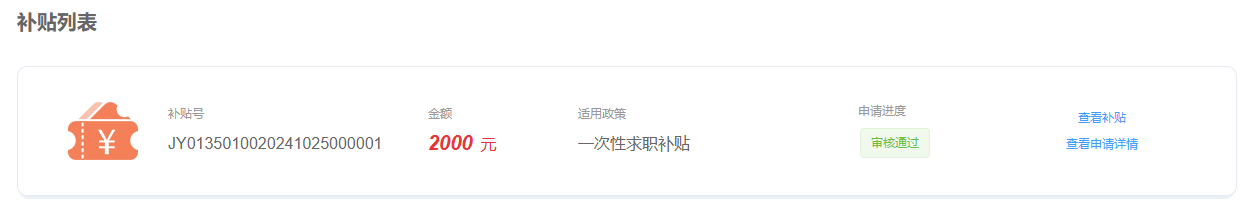 补贴列表
补贴号
JY0135010020241025000001
金额
2000 元
适用政策
一次性求职补贴
申请进度
审核通过
查看补贴
查看申请详情